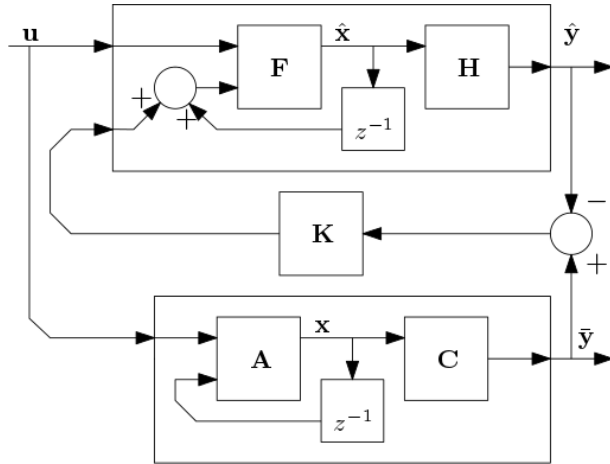 u
x̂
ŷ
F
H
+
+
z⁻¹
−
K
+
x
ȳ
A
C
z⁻¹